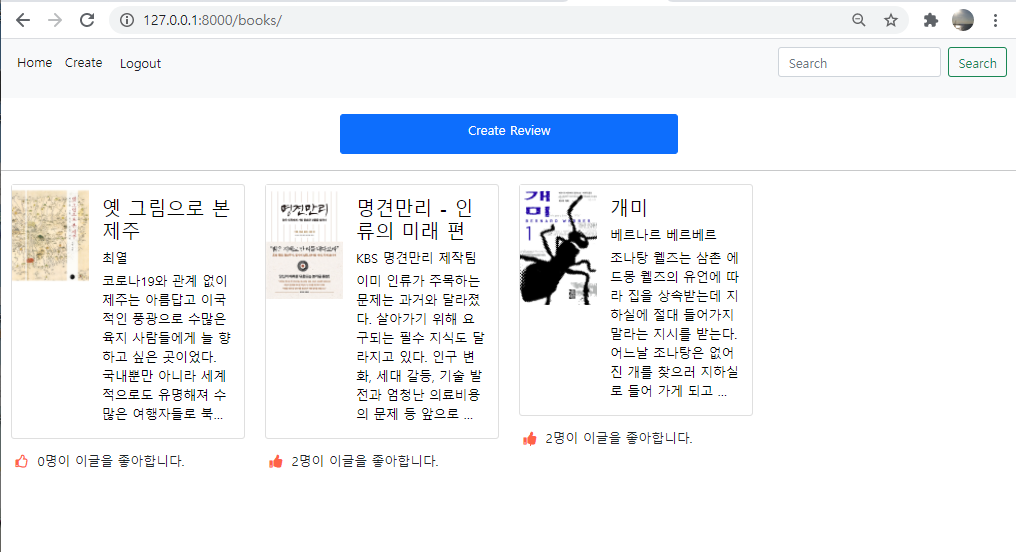 127.0.0.1:8000/books/
Home Create Logout
Search Search
Create Review
옛 그림으로 본
제주
최열
코로나19와 관계 없이
제주는 아름답고 이국
적인 풍광으로 수많은
육지 사람들에게 늘 향
하고 싶은 곳이었다.
국내뿐만 아니라 세계
적으로도 유명해져 수
많은 여행자들로 북...
0명이 이글을 좋아합니다.
명견만리
명견만리 - 인
류의 미래 편
KBS 명견만리 제작팀
이미 인류가 주목하는
문제는 과거와 달라졌
다. 살아가기 위해 요
구되는 필수 지식도 달
라지고 있다. 인구 변
화, 세대 갈등, 기술 발
전과 엄청난 의료비용
의 문제 등 앞으로 ...
2명이 이글을 좋아합니다.
개
미
BERNARD WERBER
1
개미
베르나르 베르베르
조나탕 웰즈는 삼촌 에
드몽 웰즈의 유언에 따
라 집을 상속받는데 지
하실에 절대 들어가지
말라는 지시를 받는다.
어느날 조나탕은 없어
진 개를 찾으러 지하실
로 들어 가게 되고 ...
2명이 이글을 좋아합니다.